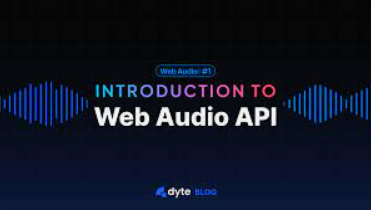 Web Audio: #1
INTRODUCTION TO
Web Audio API
dyte BLOG